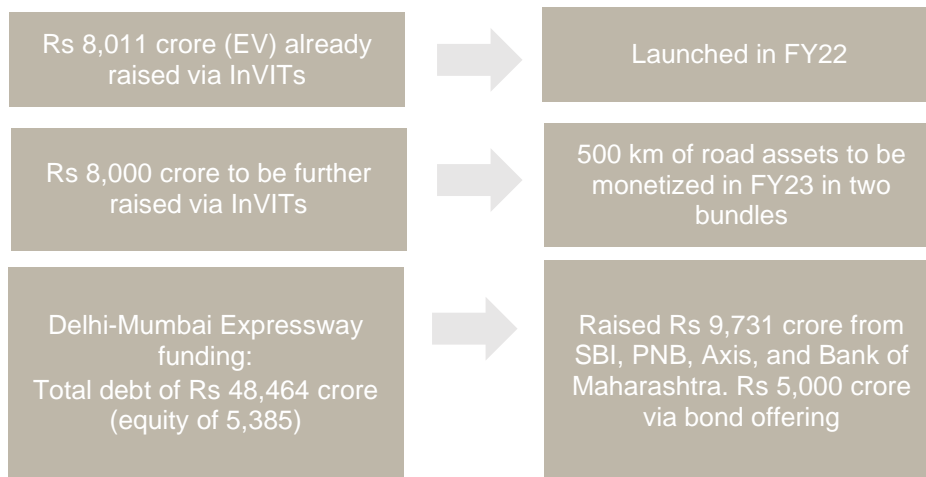 Rs 8,011 crore (EV) already
raised via InVITs
Launched in FY22
Rs 8,000 crore to be further
raised via InVITs
500 km of road assets to be
monetized in FY23 in two
bundles
Delhi-Mumbai Expressway
funding:
Total debt of Rs 48,464 crore
(equity of 5,385)
Raised Rs 9,731 crore from
SBI, PNB, Axis, and Bank of
Maharashtra. Rs 5,000 crore
via bond offering